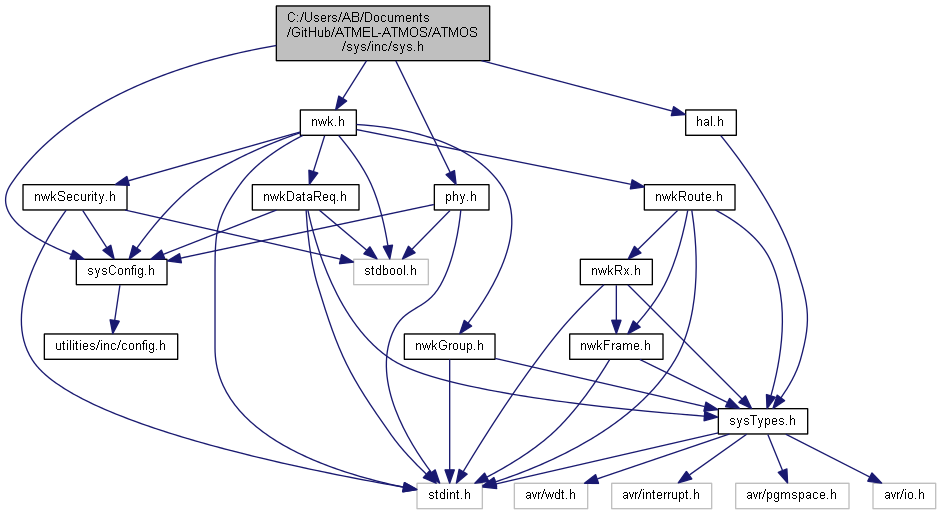 C:/Users/AB/Documents
/GitHub/ATMEL-ATMOS/ATMOS
/sys/inc/sys.h
nwk.h
hal.h
nwkSecurity.h
nwkDataReq.h
phy.h
nwkRoute.h
sysConfig.h
stdbool.h
nwkRx.h
utilities/inc/config.h
nwkGroup.h
nwkFrame.h
sysTypes.h
stdint.h
avr/wdt.h
avr/interrupt.h
avr/pgmspace.h
avr/io.h